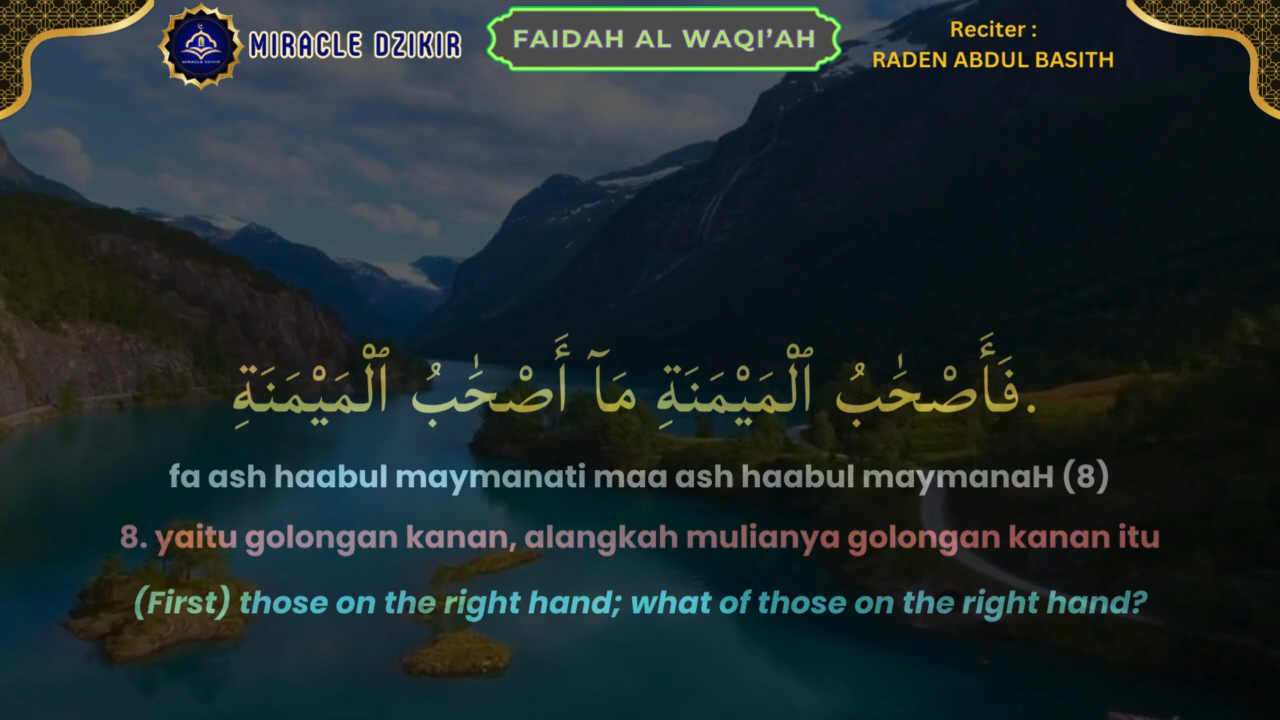 MIRACLE DZIKIR
FAIDAH AL WAQI’AH
Reciter :
RADEN ABDUL BASITH
.فَأَصْحَٰبُ ٱلْمَيْمَنَةِ مَآ أَصْحَٰبُ ٱلْمَيْمَنَةِ
fa ash haabul maymanati maa ash haabul maymanaH (8)
8. yaitu golongan kanan, alangkah mulianya golongan kanan itu
(First) those on the right hand; what of those on the right hand?